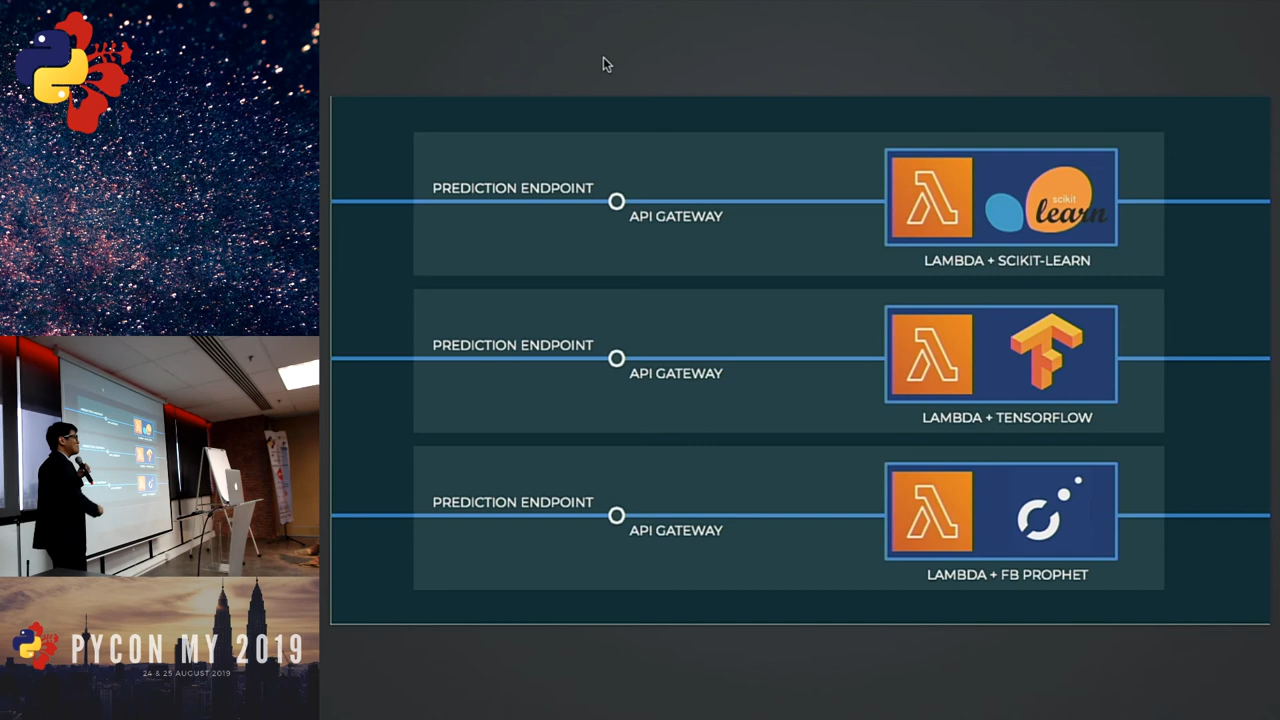 PREDICTION ENDPOINT
API GATEWAY
scikit
learn
LAMBDA + SCIKIT-LEARN
PREDICTION ENDPOINT
API GATEWAY
LAMBDA + TENSORFLOW
PREDICTION ENDPOINT
API GATEWAY
LAMBDA + FB PROPHET
PYCON MY 2019
24 & 25 AUGUST 2019